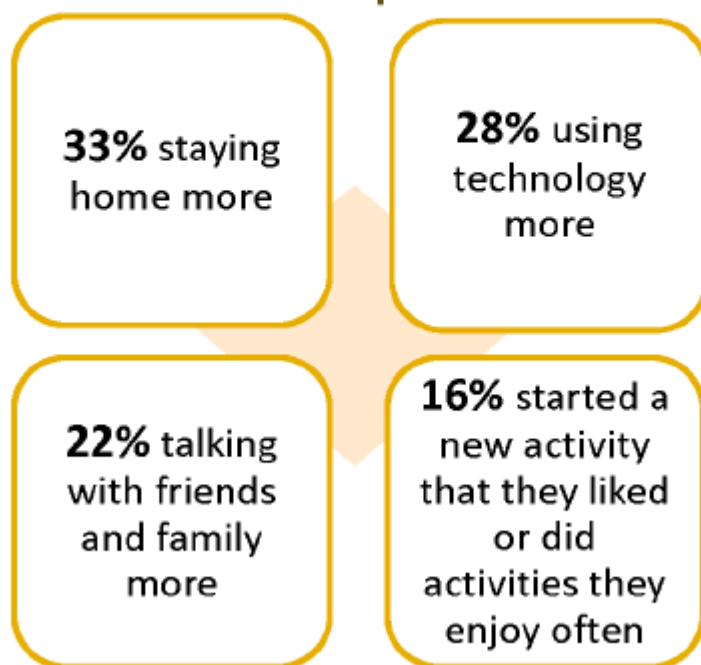 33% staying
home more
28% using
technology
more
22% talking
with friends
and family
more
16% started a
new activity
that they liked
or did
activities they
enjoy often